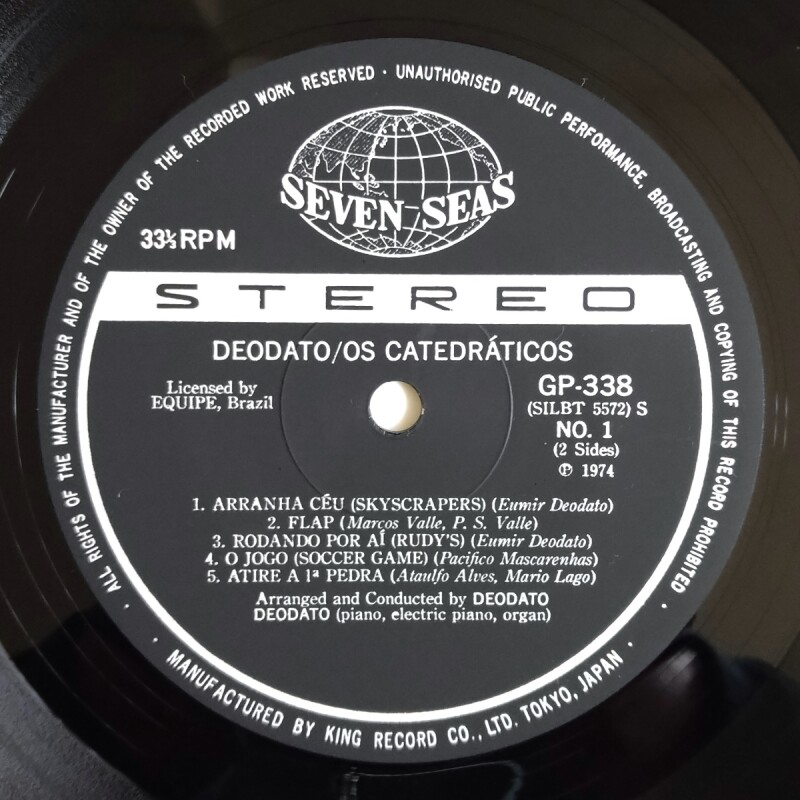 ALL RIGHTS OF THE MANUFACTURER AND OF THE OWNER OF THE RECORDED WORK RESERVED · UNAUTHORISED PUBLIC PERFORMANCE, BROADCASTING AND COPYING OF THIS RECORD PROHIBITED ·
SEVEN SEAS
33⅓ RPM
STEREO
DEODATO/OS CATEDRÁTICOS
Licensed by
EQUIPE, Brazil
GP-338
(SILBT 5572) S
NO. 1
(2 Sides)
℗ 1974
1. ARRANHA CÉU (SKYSCRAPERS) (Eumir Deodato)
2. FLAP (Marcos Valle, P. S. Valle)
3. RODANDO POR AÍ (RUDY'S) (Eumir Deodato)
4. O JOGO (SOCCER GAME) (Pacifico Mascarenhas)
5. ATIRE A 1ª PEDRA (Ataulfo Alves, Mario Lago)
Arranged and Conducted by DEODATO
DEODATO (piano, electric piano, organ)
· MANUFACTURED BY KING RECORD CO., LTD. TOKYO, JAPAN ·